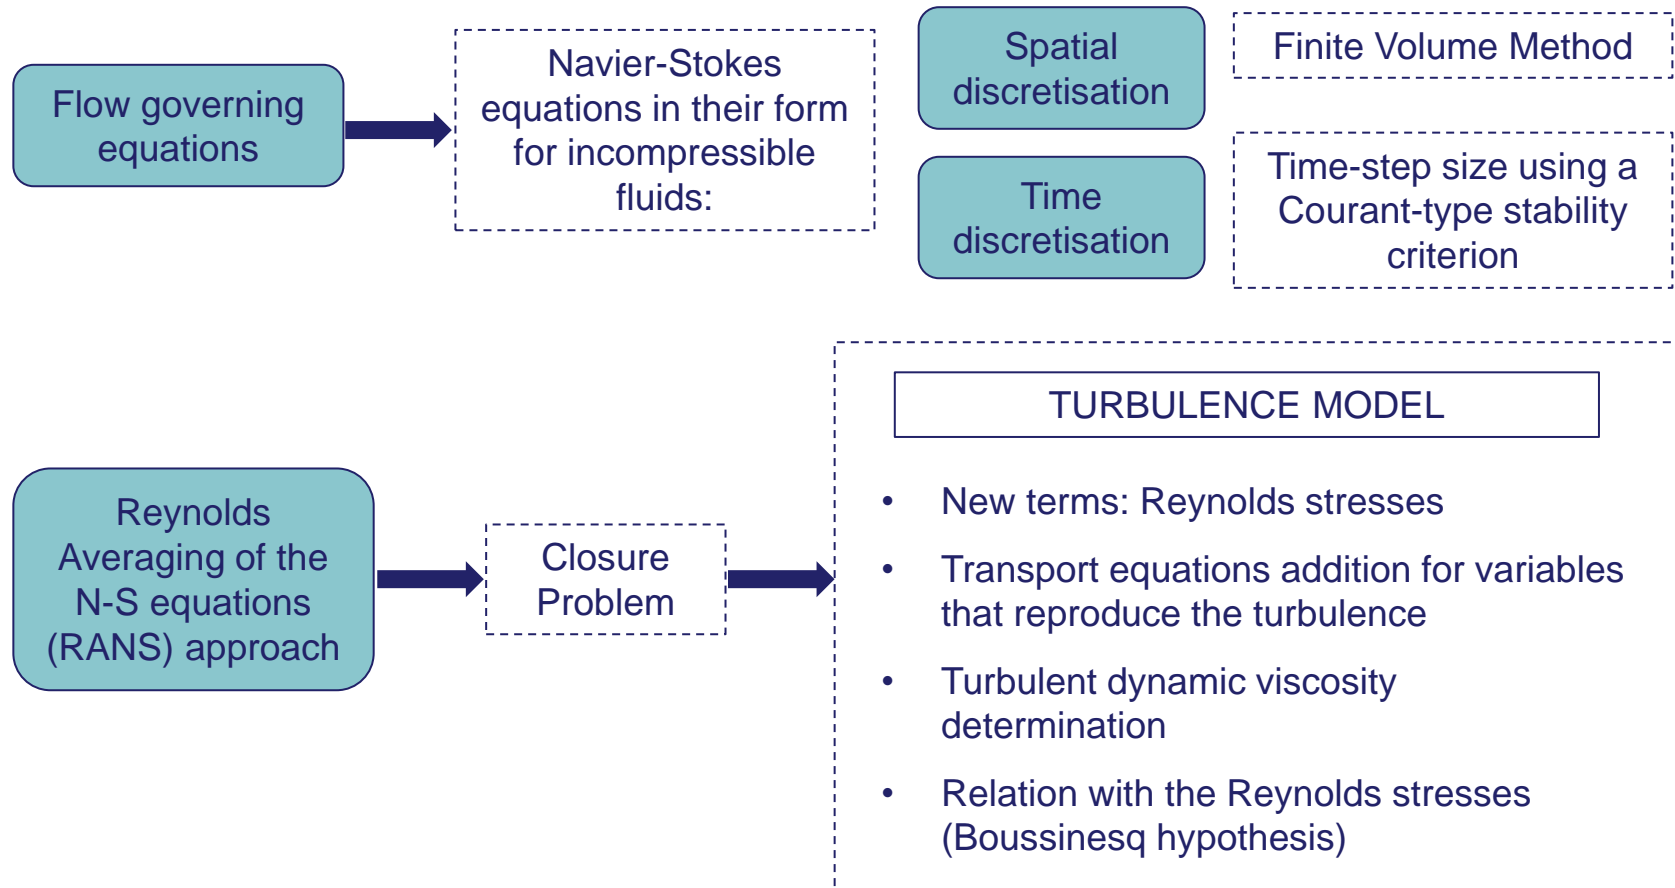 Flow governing
equations
Navier-Stokes
equations in their form
for incompressible
fluids:
Spatial
discretisation
Finite Volume Method
Time
discretisation
Time-step size using a
Courant-type stability
criterion
Reynolds
Averaging of the
N-S equations
(RANS) approach
Closure
Problem
TURBULENCE MODEL
• New terms: Reynolds stresses
• Transport equations addition for variables
that reproduce the turbulence
• Turbulent dynamic viscosity
determination
• Relation with the Reynolds stresses
(Boussinesq hypothesis)